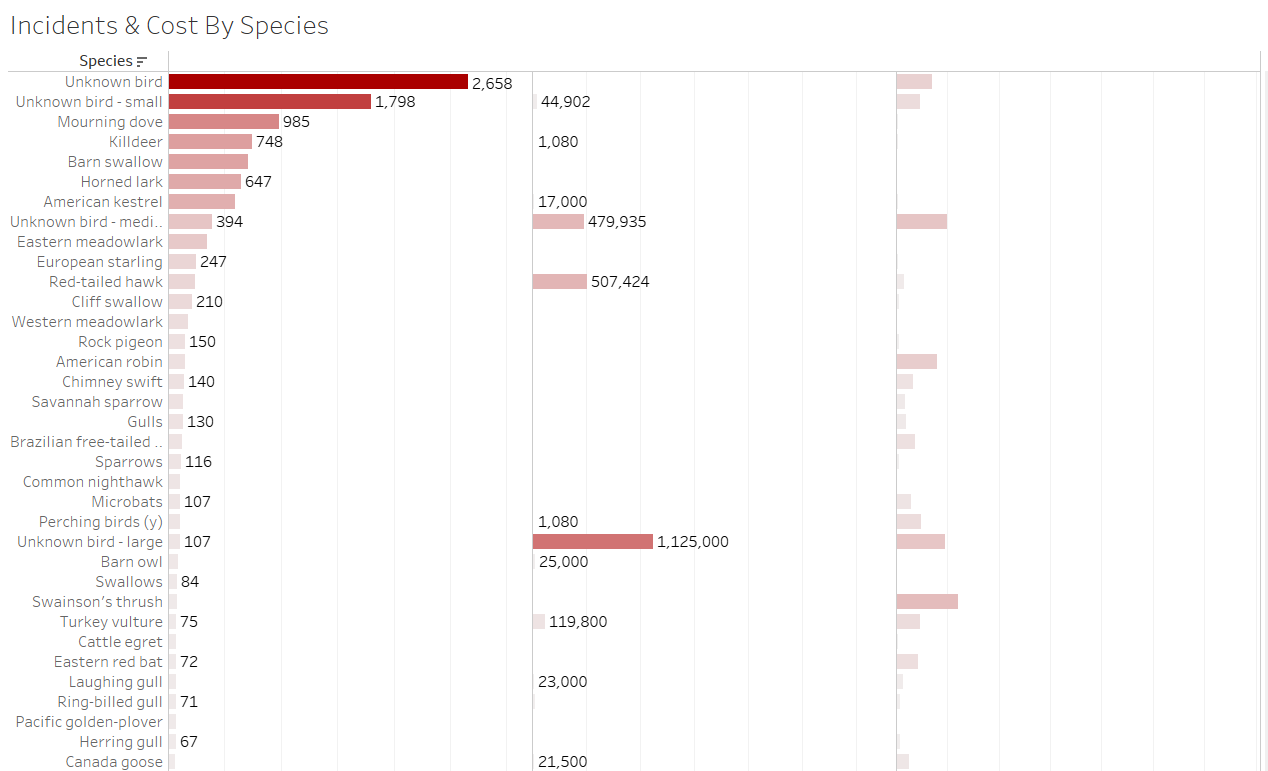 Incidents & Cost By Species
Species
Unknown bird 2,658
Unknown bird - small 1,798 44,902
Mourning dove 985
Killdeer 748 1,080
Barn swallow
Horned lark 647
American kestrel 17,000
Unknown bird - medi.. 394 479,935
Eastern meadowlark
European starling 247
Red-tailed hawk 507,424
Cliff swallow 210
Western meadowlark
Rock pigeon 150
American robin
Chimney swift 140
Savannah sparrow
Gulls 130
Brazilian free-tailed ..
Sparrows 116
Common nighthawk
Microbats 107
Perching birds (y) 1,080
Unknown bird - large 107 1,125,000
Barn owl 25,000
Swallows 84
Swainson's thrush
Turkey vulture 75 119,800
Cattle egret
Eastern red bat 72
Laughing gull 23,000
Ring-billed gull 71
Pacific golden-plover
Herring gull 67
Canada goose 21,500